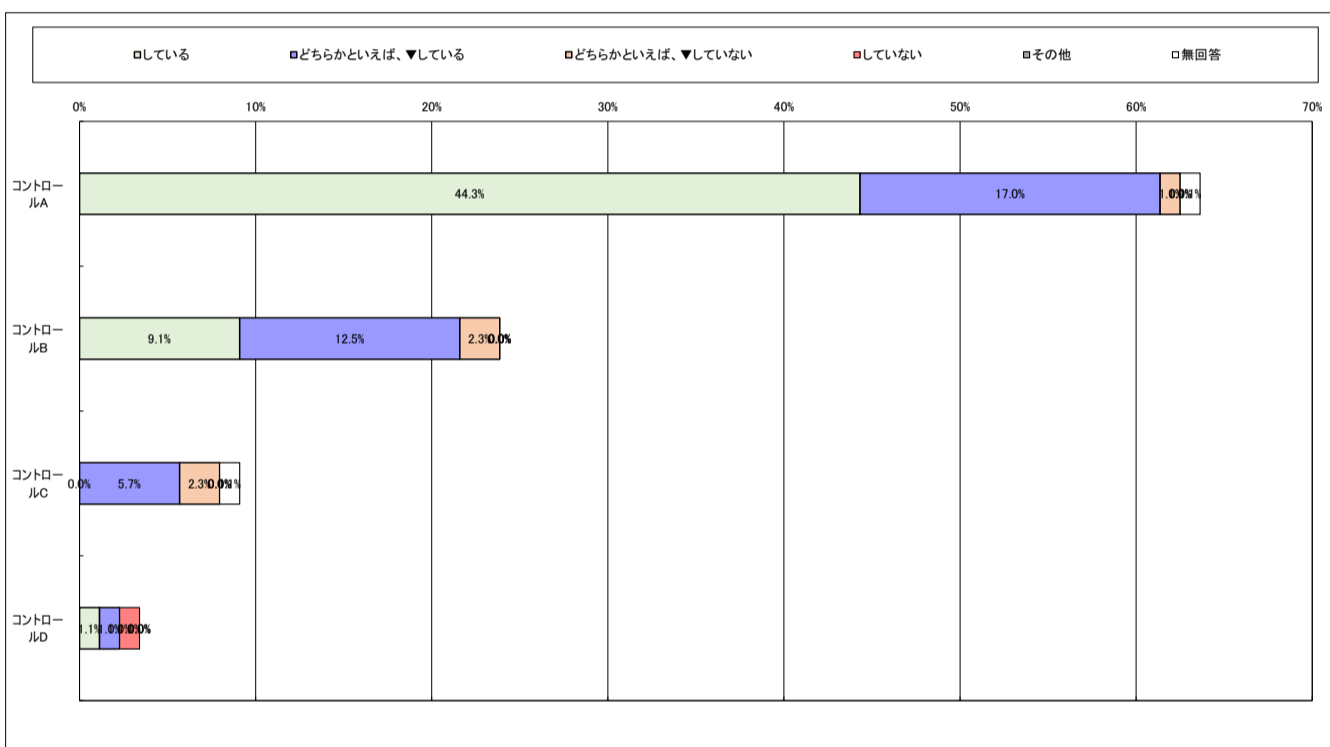 している どちらかといえば、▼している どちらかといえば、▼していない していない その他 無回答
0% 10% 20% 30% 40% 50% 60% 70%
コントロー
ルA
44.3% 17.0%
コントロー
ルB
9.1% 12.5% 2.3% 0.0%
コントロー
ルC
0.0% 5.7% 2.3% 0.0%
コントロー
ルD
1.1% 0.0%